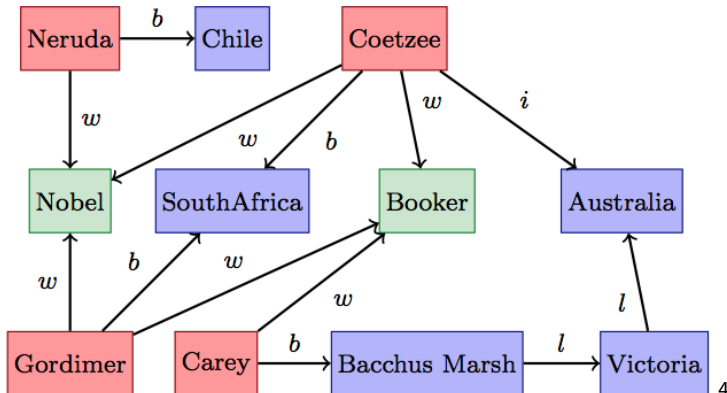 Neruda b Chile Coetzee
w w b w i
Nobel SouthAfrica Booker Australia
w b w w l
Gordimer Carey b Bacchus Marsh l Victoria
4